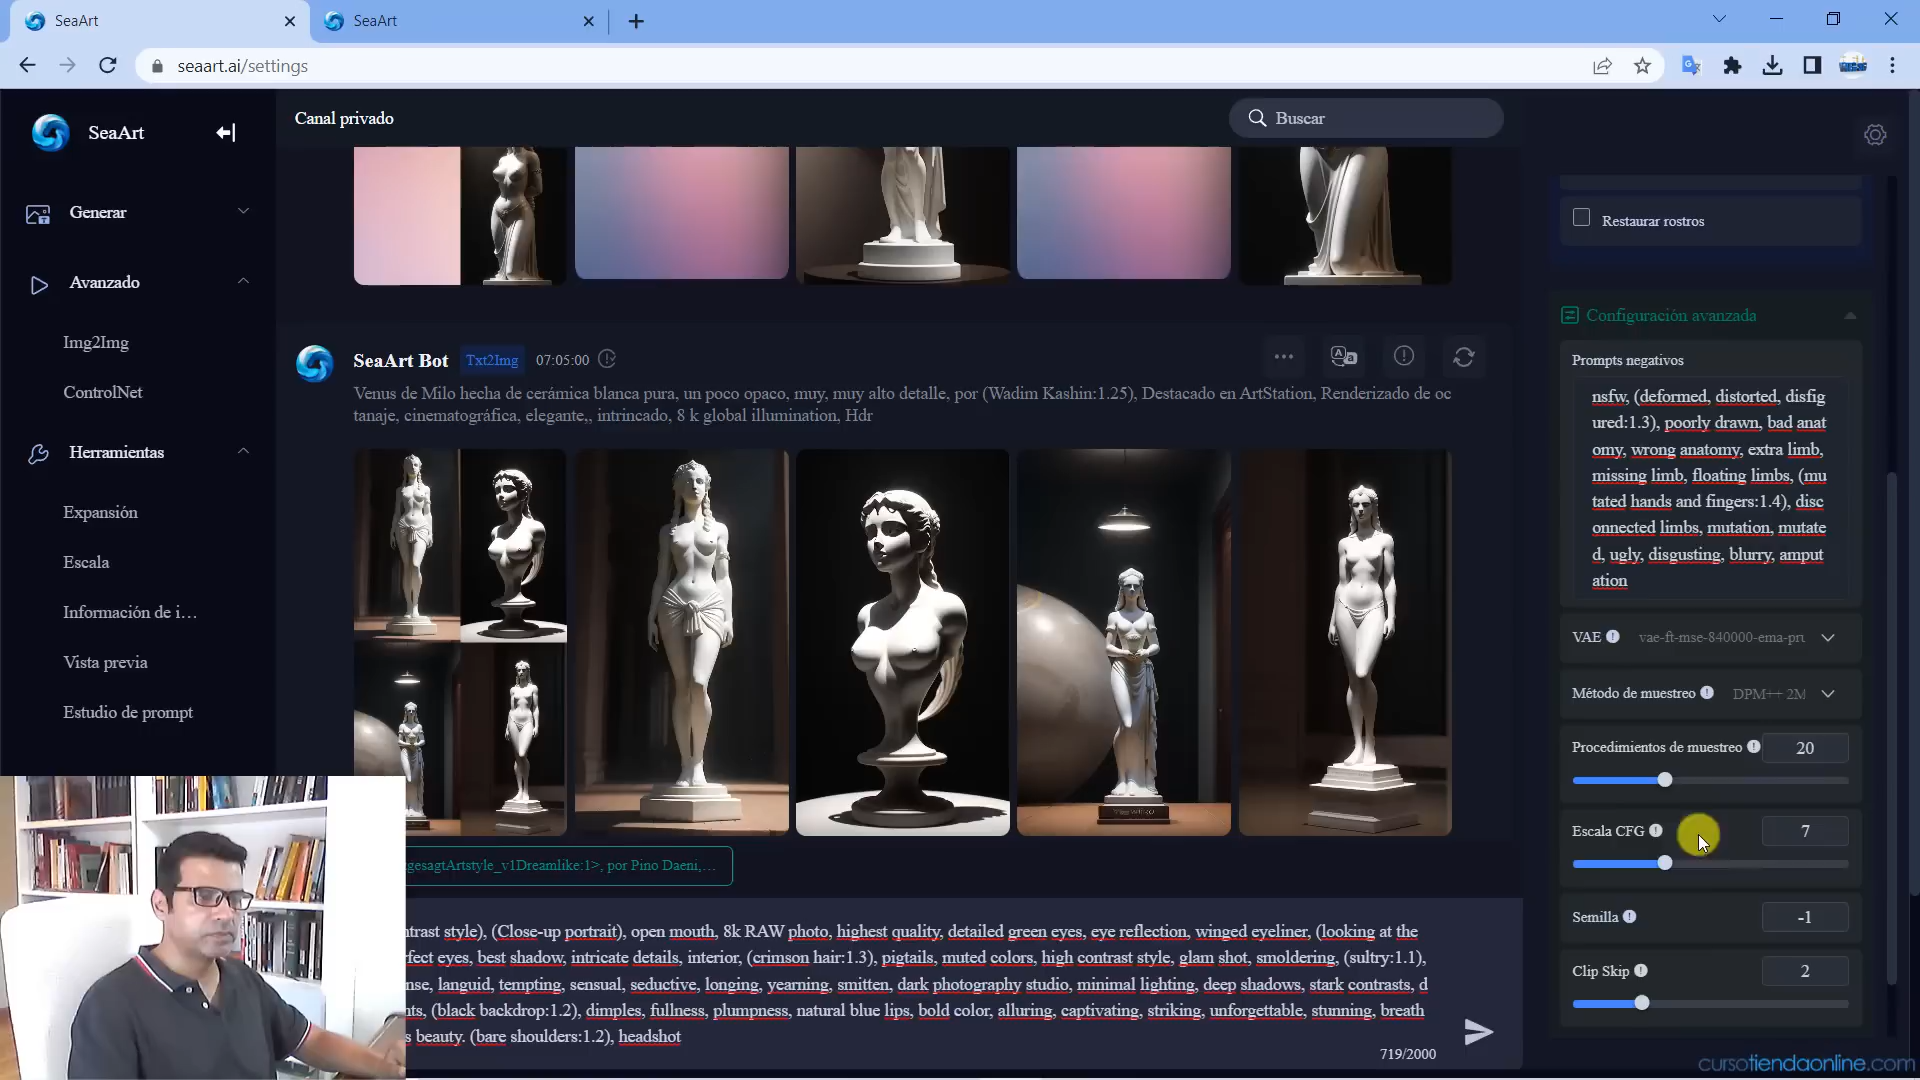 SeaArt
SeaArt
seaart.ai/settings
SeaArt
Generar
Avanzado
Img2Img
ControlNet
Herramientas
Expansión
Escala
Información de i…
Vista previa
Estudio de prompt
Canal privado
Buscar
SeaArt Bot Txt2Img 07:05:00
Venus de Milo hecha de cerámica blanca pura, un poco opaco, muy, muy alto detalle, por (Wadim Kashin:1.25), Destacado en ArtStation, Renderizado de oc
tanaje, cinematográfica, elegante,, intrincado, 8 k global illumination, Hdr
gesagtArtstyle_v1Dreamlike:1>, por Pino Daeni,…
ntrast style), (Close-up portrait), open mouth, 8k RAW photo, highest quality, detailed green eyes, eye reflection, winged eyeliner, (looking at the
rfect eyes, best shadow, intricate details, interior, (crimson hair:1.3), pigtails, muted colors, high contrast style, glam shot, smoldering, (sultry:1.1),
nse, languid, tempting, sensual, seductive, longing, yearning, smitten, dark photography studio, minimal lighting, deep shadows, stark contrasts, d
nts, (black backdrop:1.2), dimples, fullness, plumpness, natural blue lips, bold color, alluring, captivating, striking, unforgettable, stunning, breath
s beauty. (bare shoulders:1.2), headshot
719/2000
Restaurar rostros
Configuración avanzada
Prompts negativos
nsfw, (deformed, distorted, disfig
ured:1.3), poorly drawn, bad anat
omy, wrong anatomy, extra limb,
missing limb, floating limbs, (mu
tated hands and fingers:1.4), disc
onnected limbs, mutation, mutate
d, ugly, disgusting, blurry, amput
ation
VAE vae-ft-mse-840000-ema-pru
Método de muestreo DPM++ 2M
Procedimientos de muestreo 20
Escala CFG 7
Semilla -1
Clip Skip 2
cursotiendaonline.com